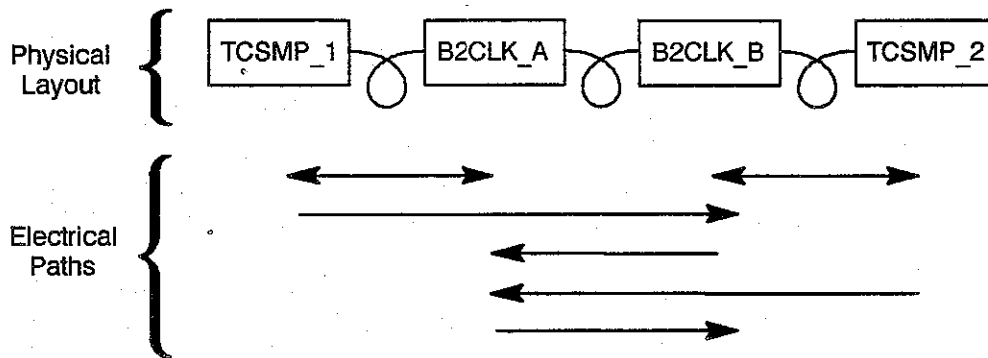 Physical
Layout
TCSMP_1
B2CLK_A
B2CLK_B
TCSMP_2
Electrical
Paths